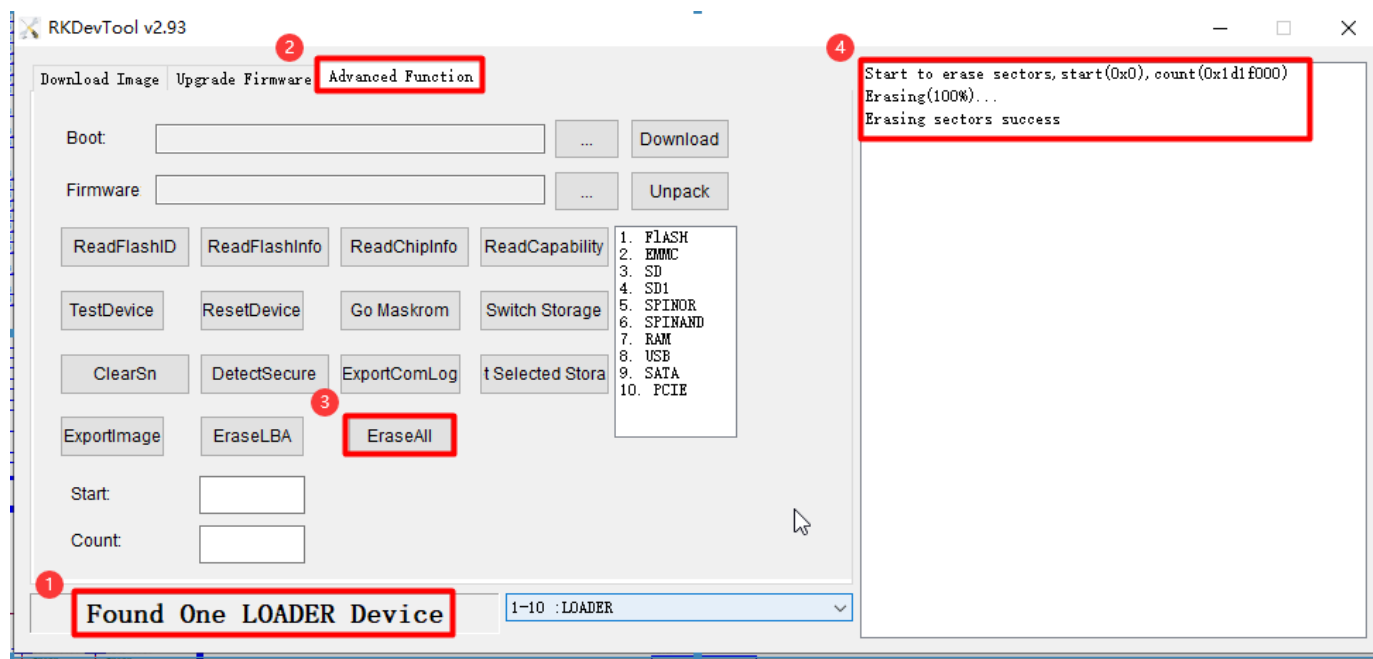 RKDevTool v2.93
2
4
Download Image
Upgrade Firmware
Advanced Function
Start to erase sectors, start(0x0), count(0x1d1f000)
Erasing(100%)...
Erasing sectors success
Boot:
...
Download
Firmware
...
Unpack
ReadFlashID
ReadFlashInfo
ReadChipInfo
ReadCapability
1. FlASH
2. EMMC
3. SD
4. SD1
5. SPINOR
6. SPINAND
7. RAM
8. USB
9. SATA
10. PCIE
TestDevice
ResetDevice
Go Maskrom
Switch Storage
ClearSn
DetectSecure
ExportComLog
t Selected Stora
3
ExportImage
EraseLBA
EraseAll
Start:
Count:
1
Found One LOADER Device
1-10 :LOADER